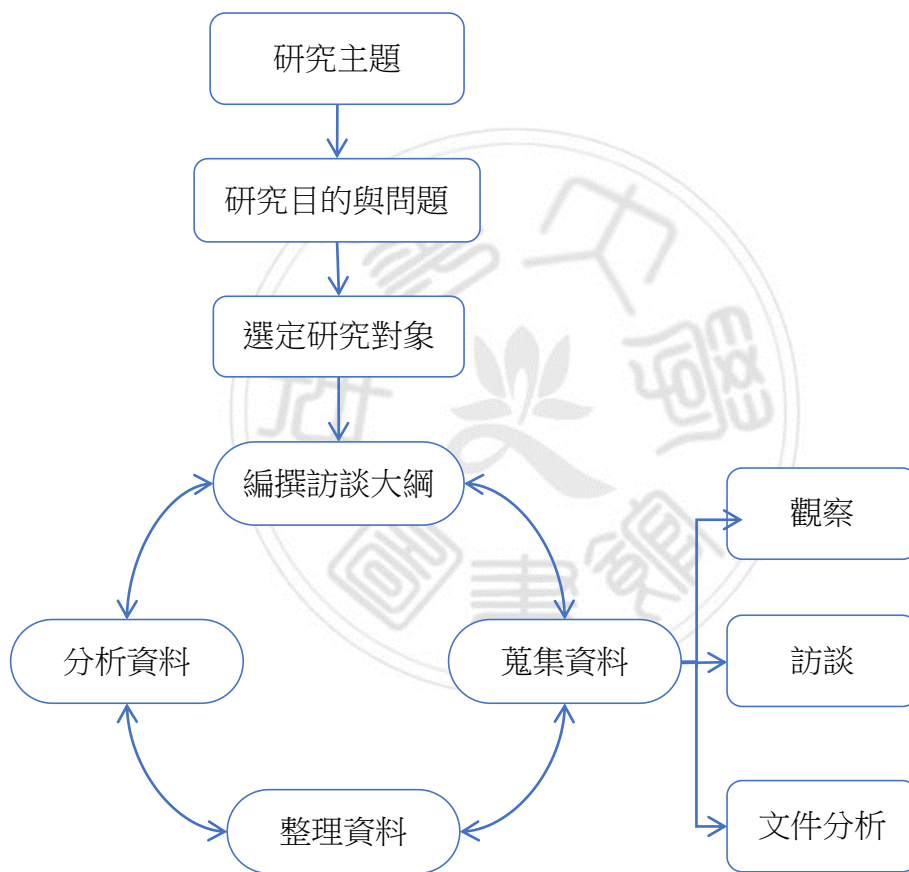 研究主題
研究目的與問題
選定研究對象
編撰訪談大綱
觀察
分析資料
蒐集資料
訪談
整理資料
文件分析